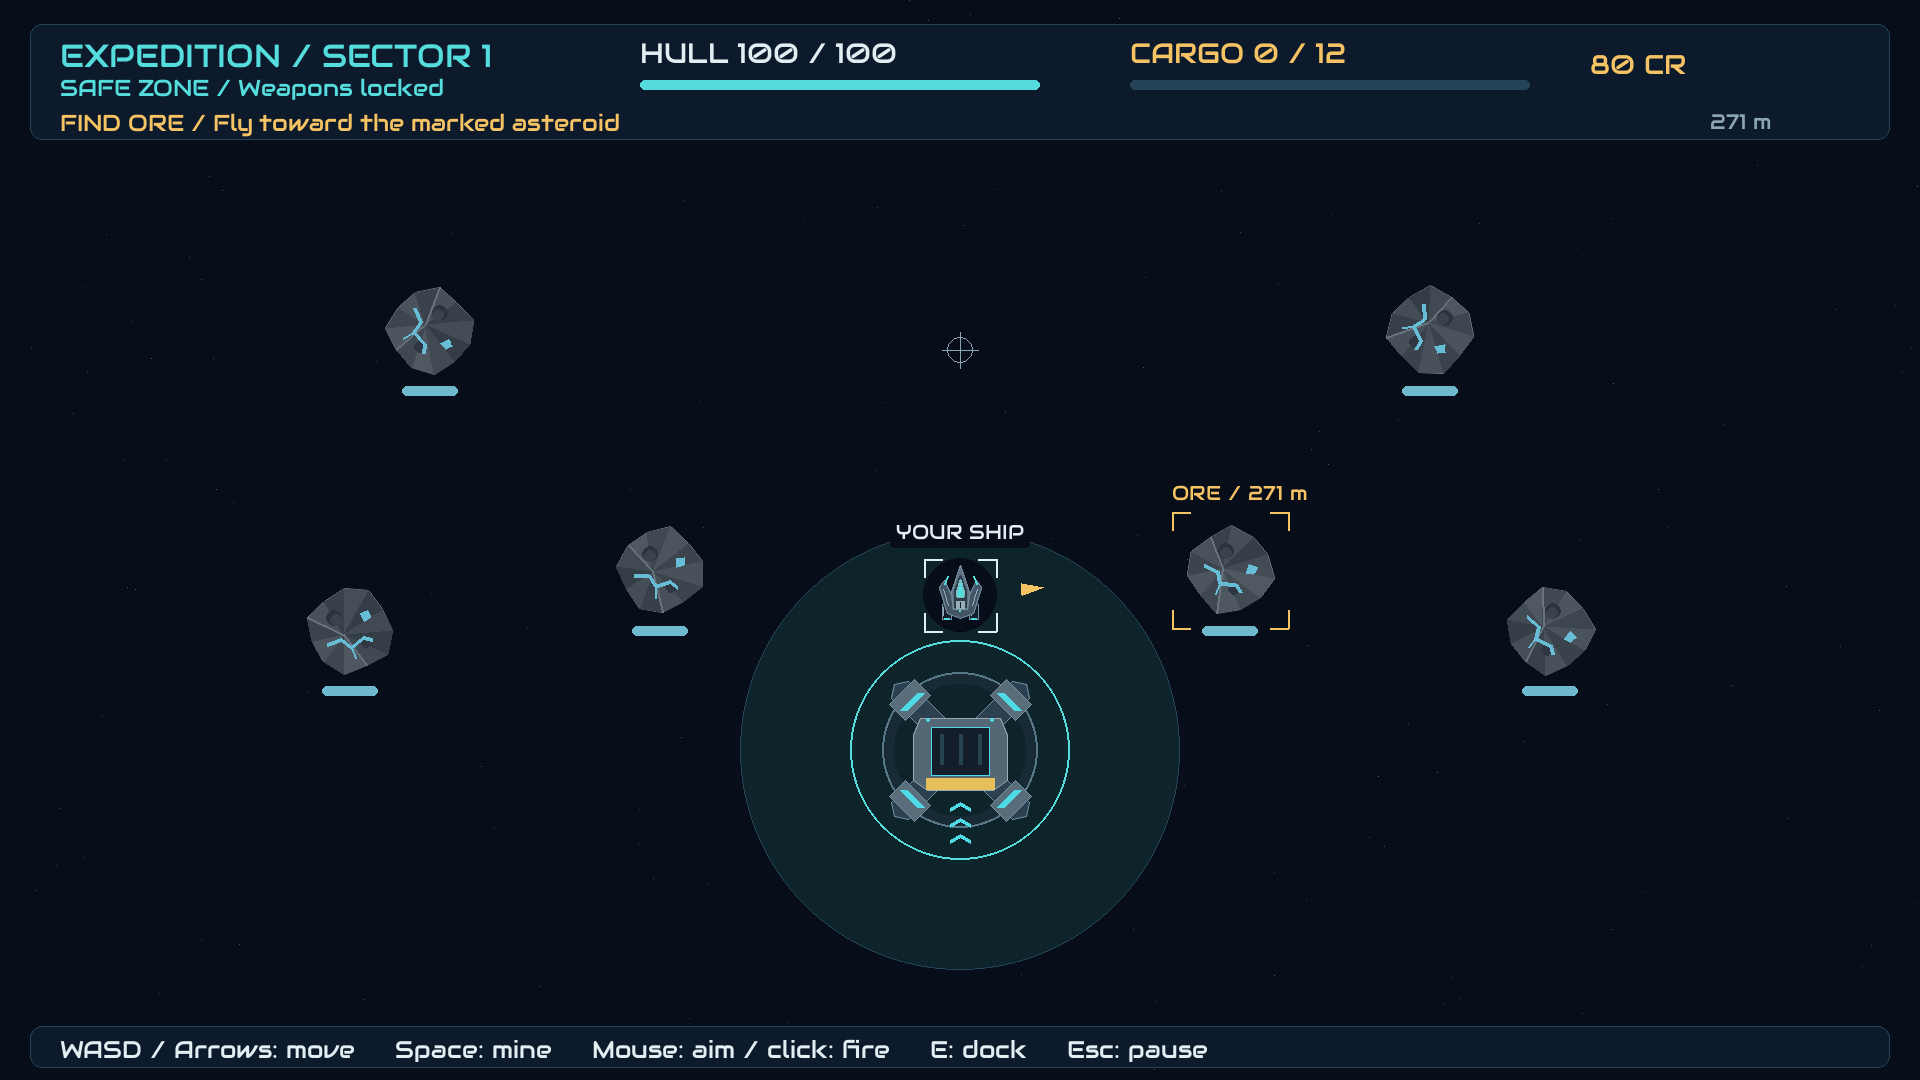 EXPEDITION / SECTOR 1
HULL 100 / 100
CARGO 0 / 12
80 CR
SAFE ZONE / Weapons locked
FIND ORE / Fly toward the marked asteroid
271 m
ORE / 271 m
YOUR SHIP
WASD / Arrows: move
Space: mine
Mouse: aim / click: fire
E: dock
Esc: pause